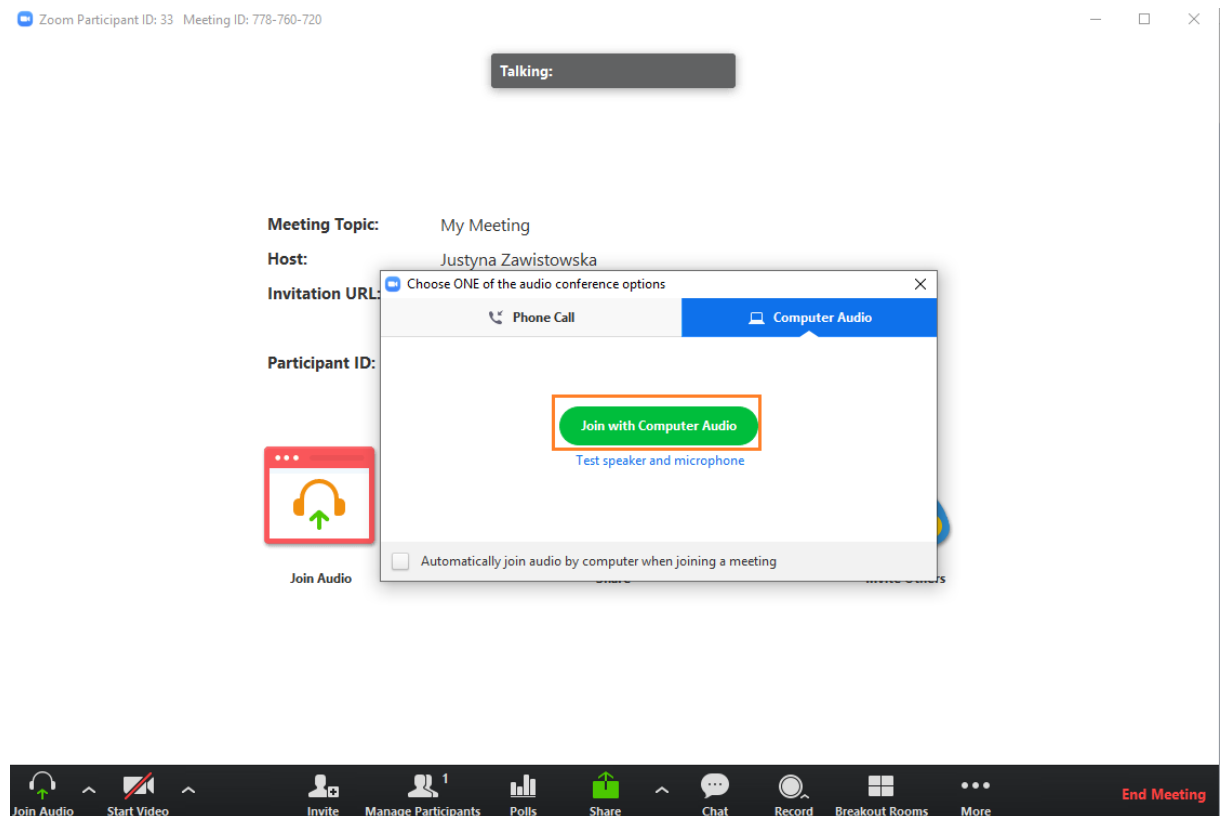 Zoom Participant ID: 33 Meeting ID: 778-760-720
Talking:
Meeting Topic: My Meeting
Host: Justyna Zawistowska
Invitation URL:
Participant ID:
Choose ONE of the audio conference options
Phone Call
Computer Audio
Join with Computer Audio
Test speaker and microphone
Automatically join audio by computer when joining a meeting
Join Audio
Share
Invite Others
Join Audio
Start Video
Invite
Manage Participants
1
Polls
Share
Chat
Record
Breakout Rooms
More
End Meeting